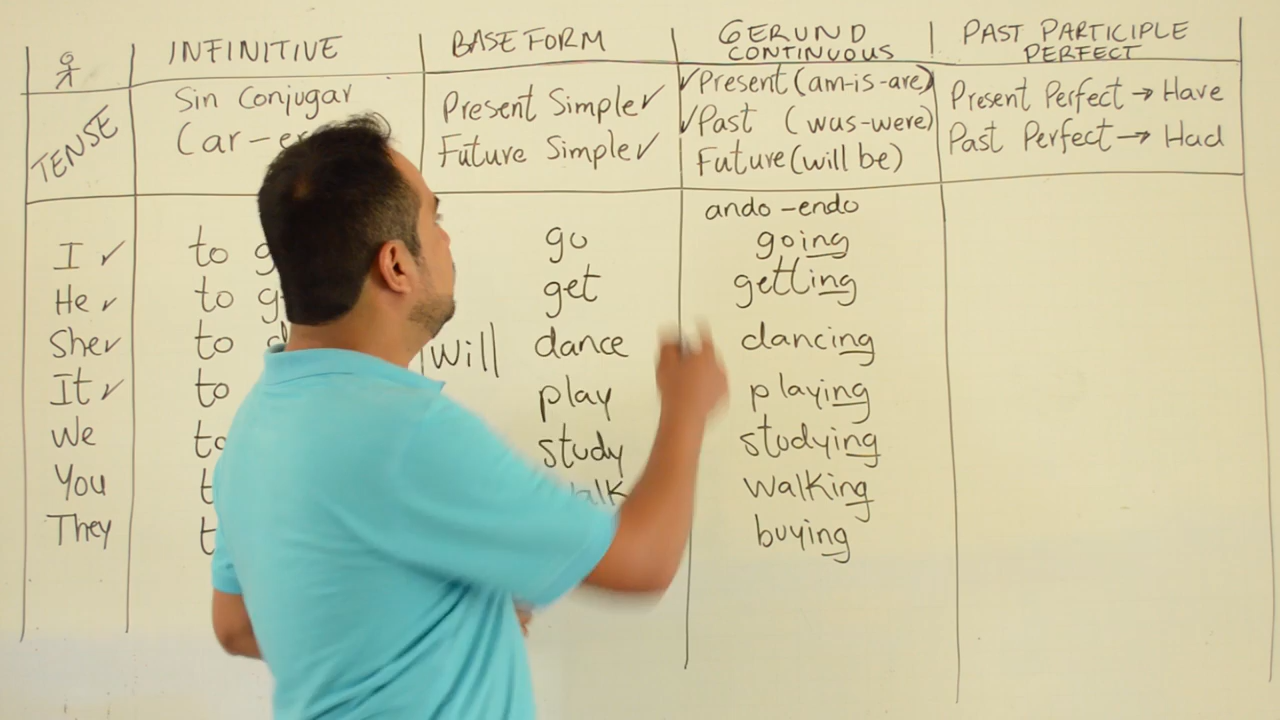 INFINITIVE
BASE FORM
GERUND
CONTINUOUS
PAST PARTICIPLE
PERFECT
TENSE
Sin Conjugar
(ar-e
Present Simple✓
Future Simple✓
✓Present (am-is-are)
✓Past (was-were)
Future (will be)
Present Perfect → Have
Past Perfect → Had
ando -endo
I ✓ to g go going
He ✓ to g get getting
She ✓ to d Will dance dancing
It ✓ to play playing
We to study studying
You t alk walking
They t buying